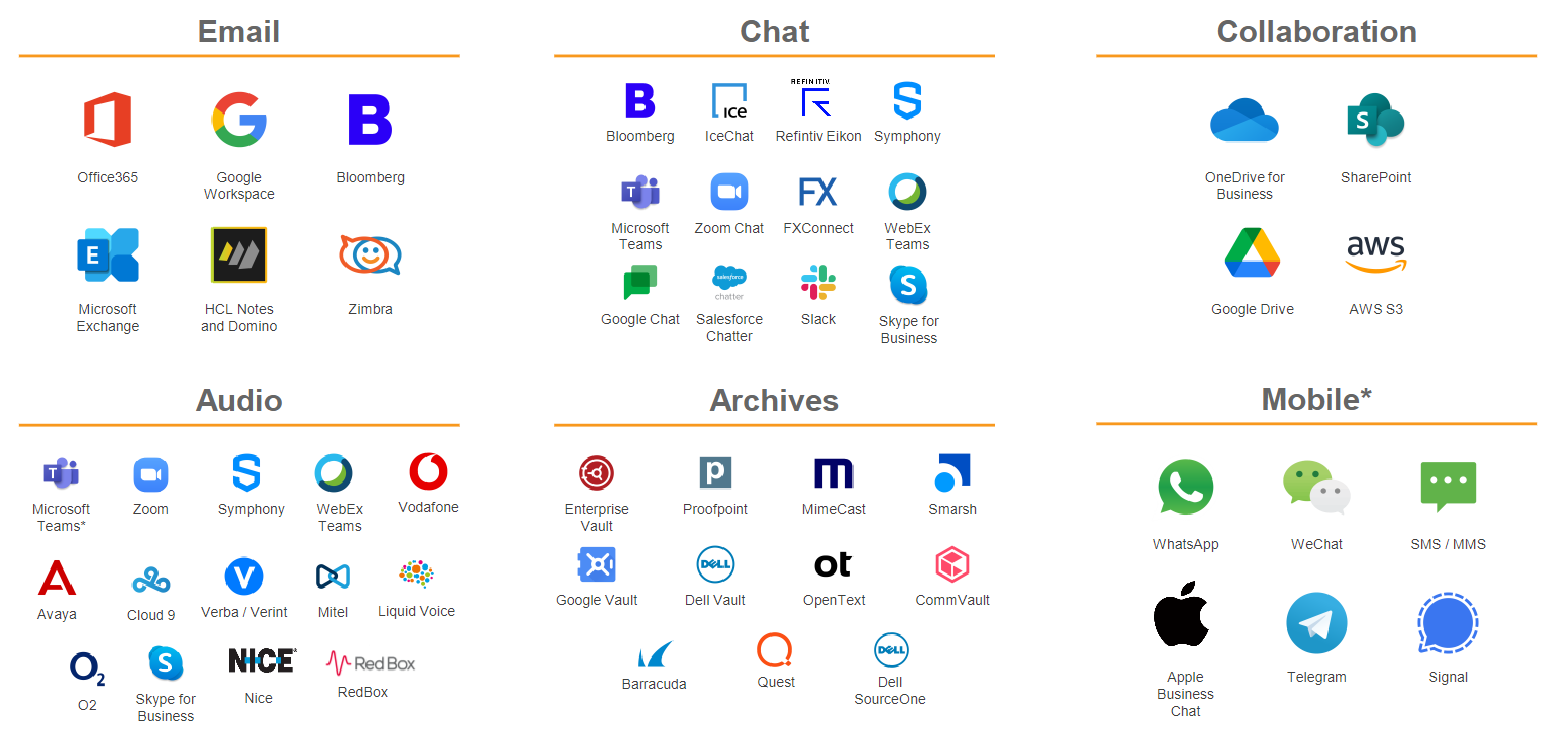 Email
Office365
Google
Workspace
B
Bloomberg
E
Microsoft
Exchange
HCL Notes
and Domino
Zimbra
Chat
B
Bloomberg
ICE
IceChat
REFINITIV
Refintiv Eikon
S
Symphony
T
Microsoft
Teams
Zoom Chat
FX
FXConnect
WebEx
Teams
Google Chat
salesforce
chatter
Salesforce
Chatter
Slack
S
Skype for
Business
Collaboration
OneDrive for
Business
S
SharePoint
Google Drive
aws
AWS S3
Audio
T
Microsoft
Teams*
Zoom
S
Symphony
WebEx
Teams
Vodafone
Avaya
Cloud 9
V
Verba / Verint
Mitel
Liquid Voice
O2
O2
S
Skype for
Business
NICE®
Nice
Red Box
RedBox
Archives
Enterprise
Vault
p
Proofpoint
m
MimeCast
Smarsh
Google Vault
DELL
Dell Vault
ot
OpenText
CommVault
Barracuda
Quest
DELL
Dell
SourceOne
Mobile*
WhatsApp
WeChat
SMS / MMS
Apple
Business
Chat
Telegram
Signal